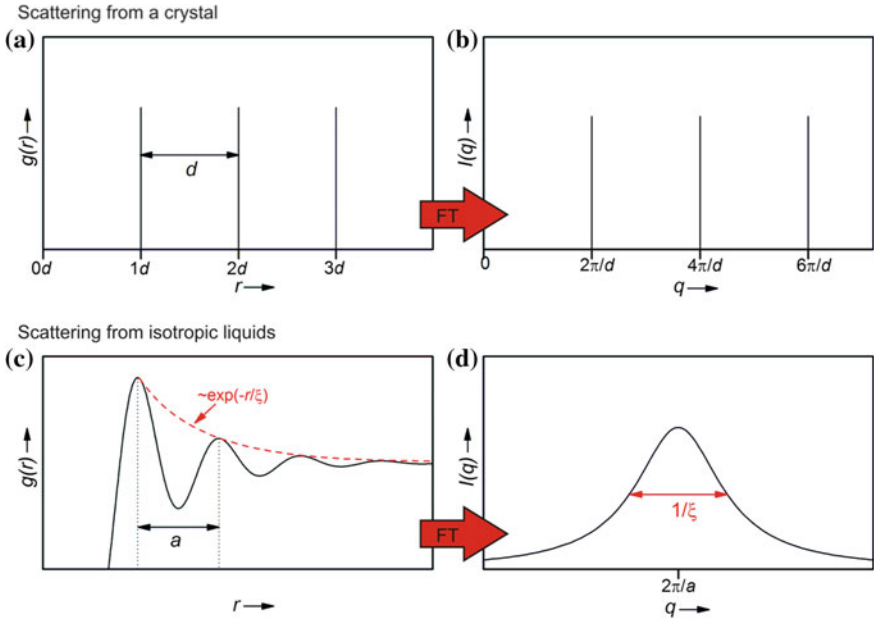 Scattering from a crystal
(a)
g(r)
d
0d 1d 2d 3d
r
FT
(b)
I(q)
0 2π/d 4π/d 6π/d
q
Scattering from isotropic liquids
(c)
g(r)
~exp(-r/ξ)
a
r
FT
(d)
I(q)
1/ξ
2π/a
q